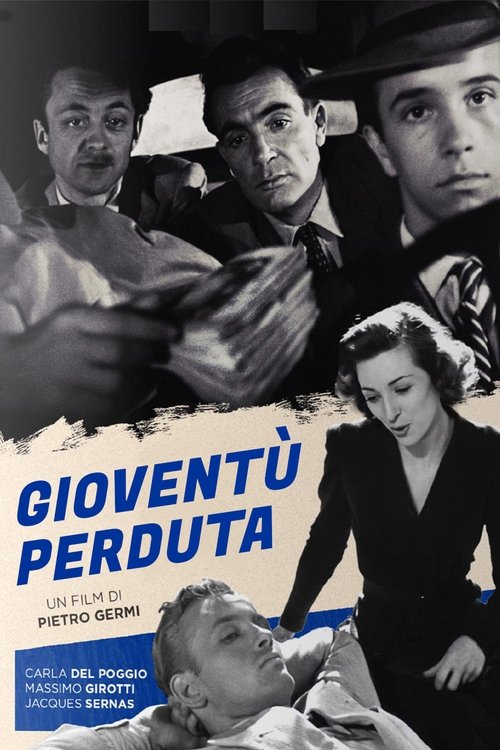 GIOVENTÙ
PERDUTA
UN FILM DI
PIETRO GERMI
CARLA DEL POGGIO
MASSIMO GIROTTI
JACQUES SERNAS